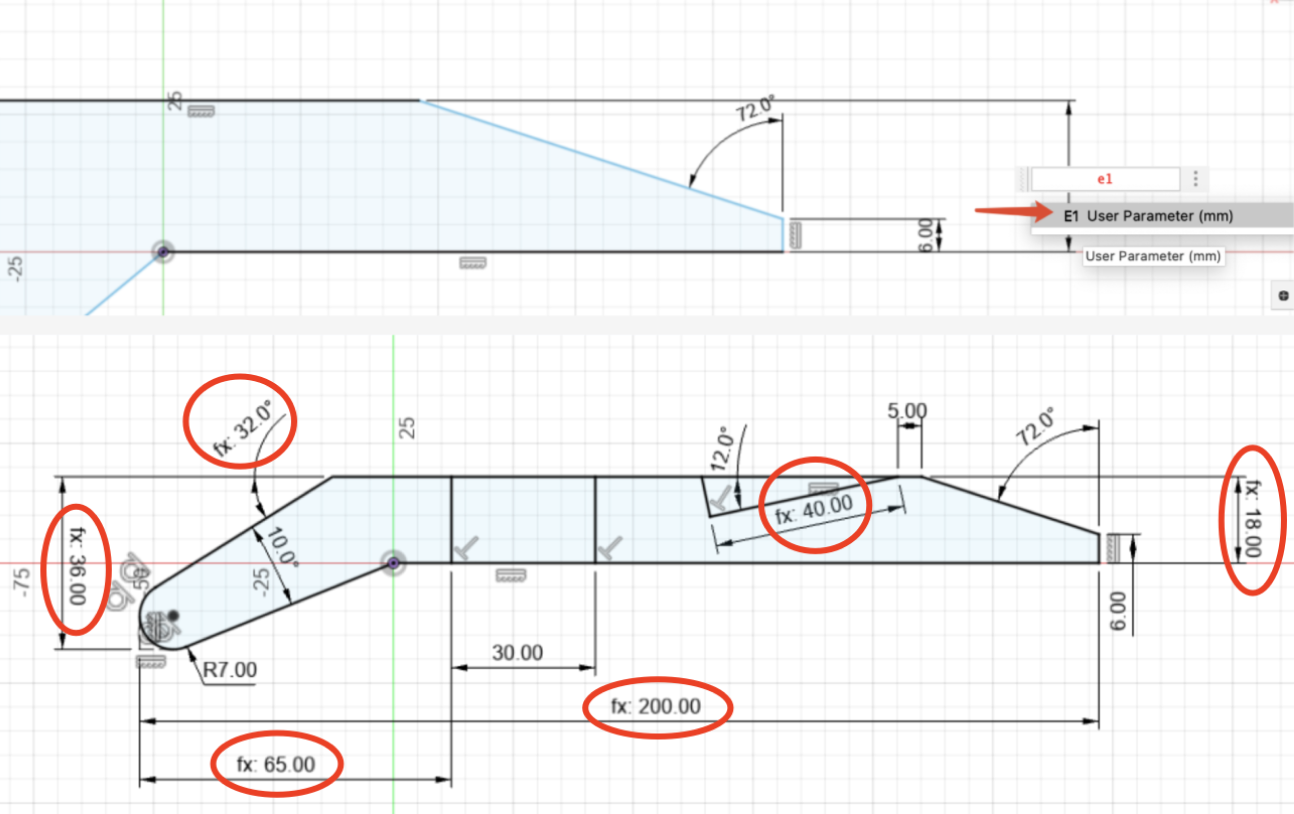 25
72.0°
e1
E1 User Parameter (mm)
6.00
User Parameter (mm)
-25
fx: 32.0°
25
12.0°
5.00
72.0°
fx: 40.00
fx: 18.00
fx: 36.00
10.0°
-75
-50
-25
6.00
R7.00
30.00
fx: 200.00
fx: 65.00